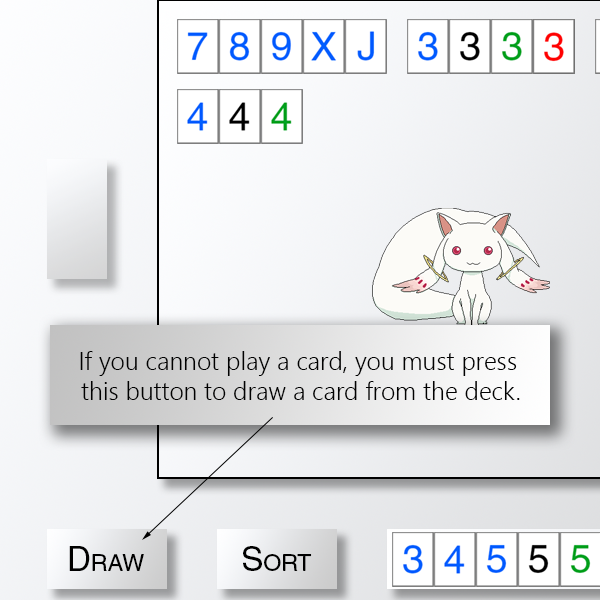 7 8 9 X J 3 3 3 3
4 4 4
If you cannot play a card, you must press
this button to draw a card from the deck.
DRAW SORT 3 4 5 5 5